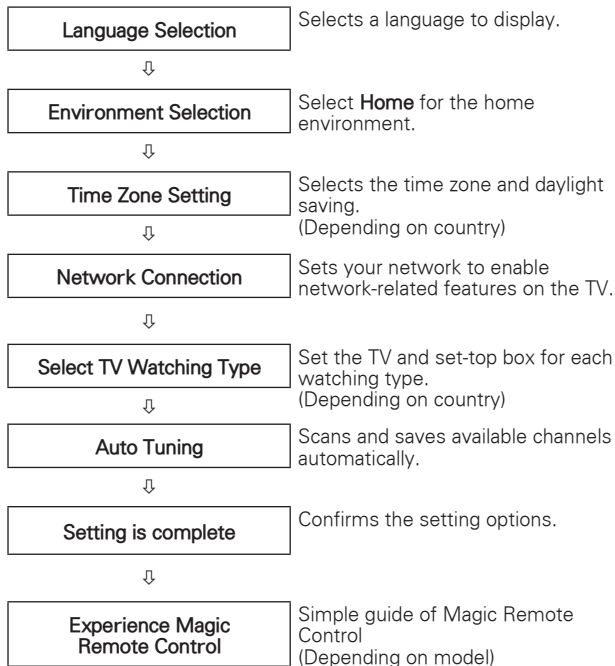 Language Selection
Selects a language to display.
⇩
Environment Selection
Select Home for the home
environment.
⇩
Time Zone Setting
Selects the time zone and daylight
saving.
(Depending on country)
⇩
Network Connection
Sets your network to enable
network-related features on the TV.
⇩
Select TV Watching Type
Set the TV and set-top box for each
watching type.
(Depending on country)
⇩
Auto Tuning
Scans and saves available channels
automatically.
⇩
Setting is complete
Confirms the setting options.
⇩
Experience Magic
Remote Control
Simple guide of Magic Remote
Control
(Depending on model)